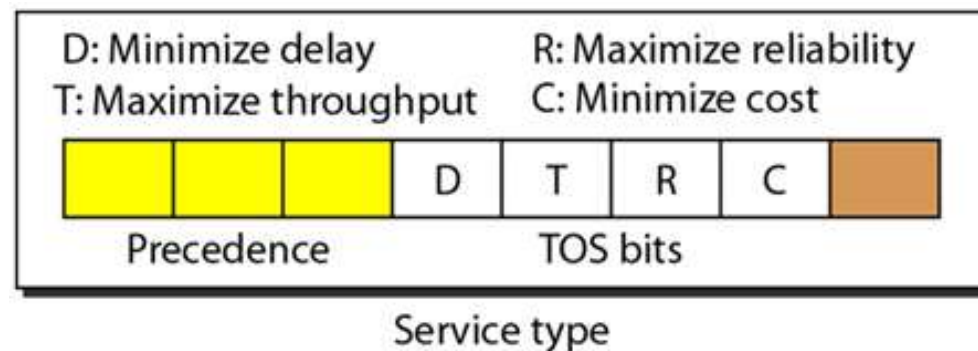 D: Minimize delay R: Maximize reliability
T: Maximize throughput C: Minimize cost
D T R C
Precedence TOS bits
Service type